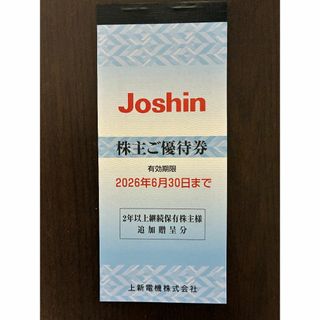 Joshin
株主ご優待券
有効期限
2026年6月30日まで
2年以上継続保有株主様
追加贈呈分
上新電機株式会社